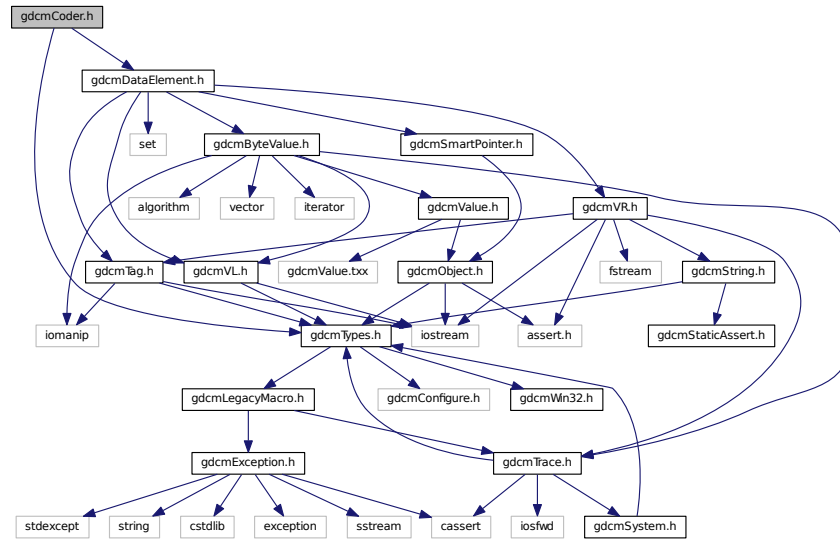 gdcmCoder.h
gdcmDataElement.h
set
gdcmByteValue.h
gdcmSmartPointer.h
algorithm
vector
iterator
gdcmValue.h
gdcmVR.h
gdcmTag.h
gdcmVL.h
gdcmValue.txx
gdcmObject.h
fstream
gdcmString.h
iomanip
gdcmTypes.h
iostream
assert.h
gdcmStaticAssert.h
gdcmLegacyMacro.h
gdcmConfigure.h
gdcmWin32.h
gdcmException.h
gdcmTrace.h
stdexcept
string
cstdlib
exception
sstream
cassert
iosfwd
gdcmSystem.h